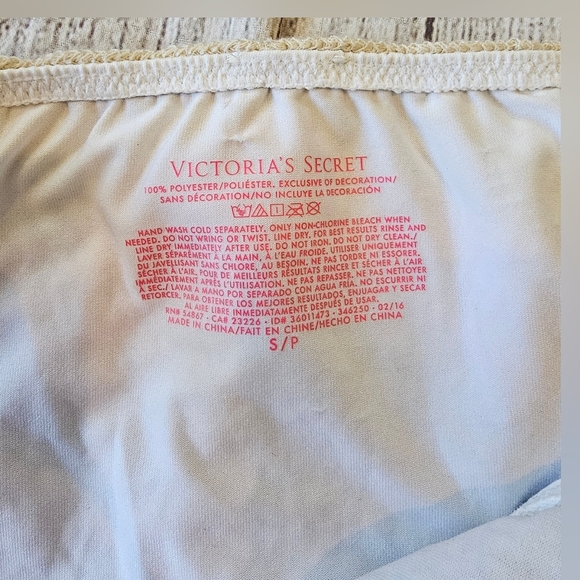 VICTORIA'S SECRET
100% POLYESTER/POLIÉSTER. EXCLUSIVE OF DECORATION/
SANS DÉCORATION/NO INCLUYE LA DECORACIÓN
HAND WASH COLD SEPARATELY. ONLY NON-CHLORINE BLEACH WHEN
NEEDED. DO NOT WRING OR TWIST. LINE DRY. FOR BEST RESULTS RINSE AND
LINE DRY IMMEDIATELY AFTER USE. DO NOT IRON. DO NOT DRY CLEAN./
LAVER SÉPARÉMENT À LA MAIN, À L'EAU FROIDE. UTILISER UNIQUEMENT
DU JAVELLISANT SANS CHLORE, AU BESOIN. NE PAS TORDRE NI ESSORER.
SÉCHER À L'AIR. POUR DE MEILLEURS RÉSULTATS RINCER ET SÉCHER À L'AIR
IMMÉDIATEMENT APRÈS L'UTILISATION. NE PAS REPASSER. NE PAS NETTOYER
À SEC./LAVAR A MANO POR SEPARADO CON AGUA FRÍA. NO ESCURRIR NI
RETORCER. PARA OBTENER LOS MEJORES RESULTADOS, ENJUAGAR Y SECAR
AL AIRE LIBRE INMEDIATAMENTE DESPUÉS DE USAR.
RN# 54867 • CA# 23226 • ID# 36011473 • 346250 • 02/16
MADE IN CHINA/FAIT EN CHINE/HECHO EN CHINA
S/P